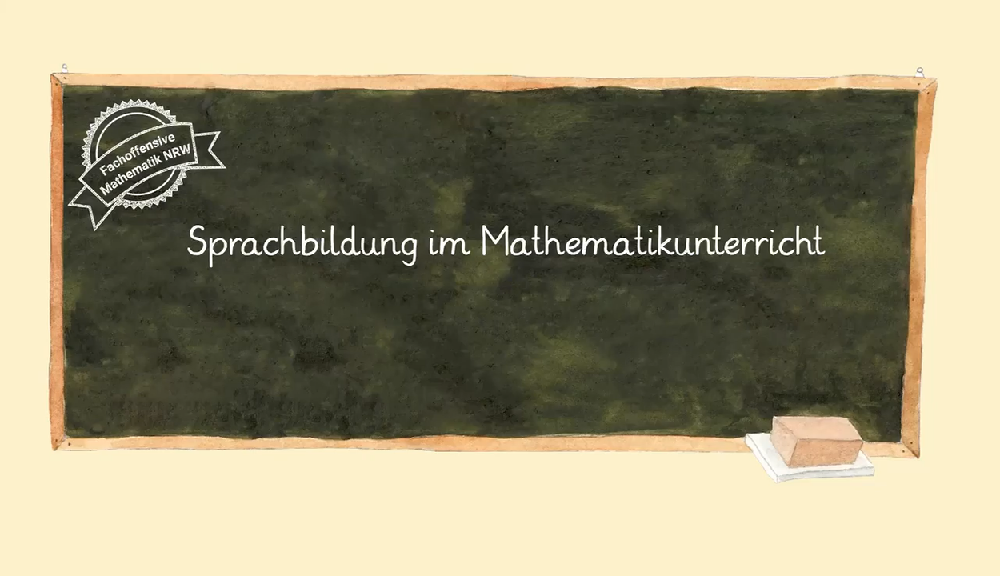 Fachoffensive
Mathematik NRW
Sprachbildung im Mathematikunterricht